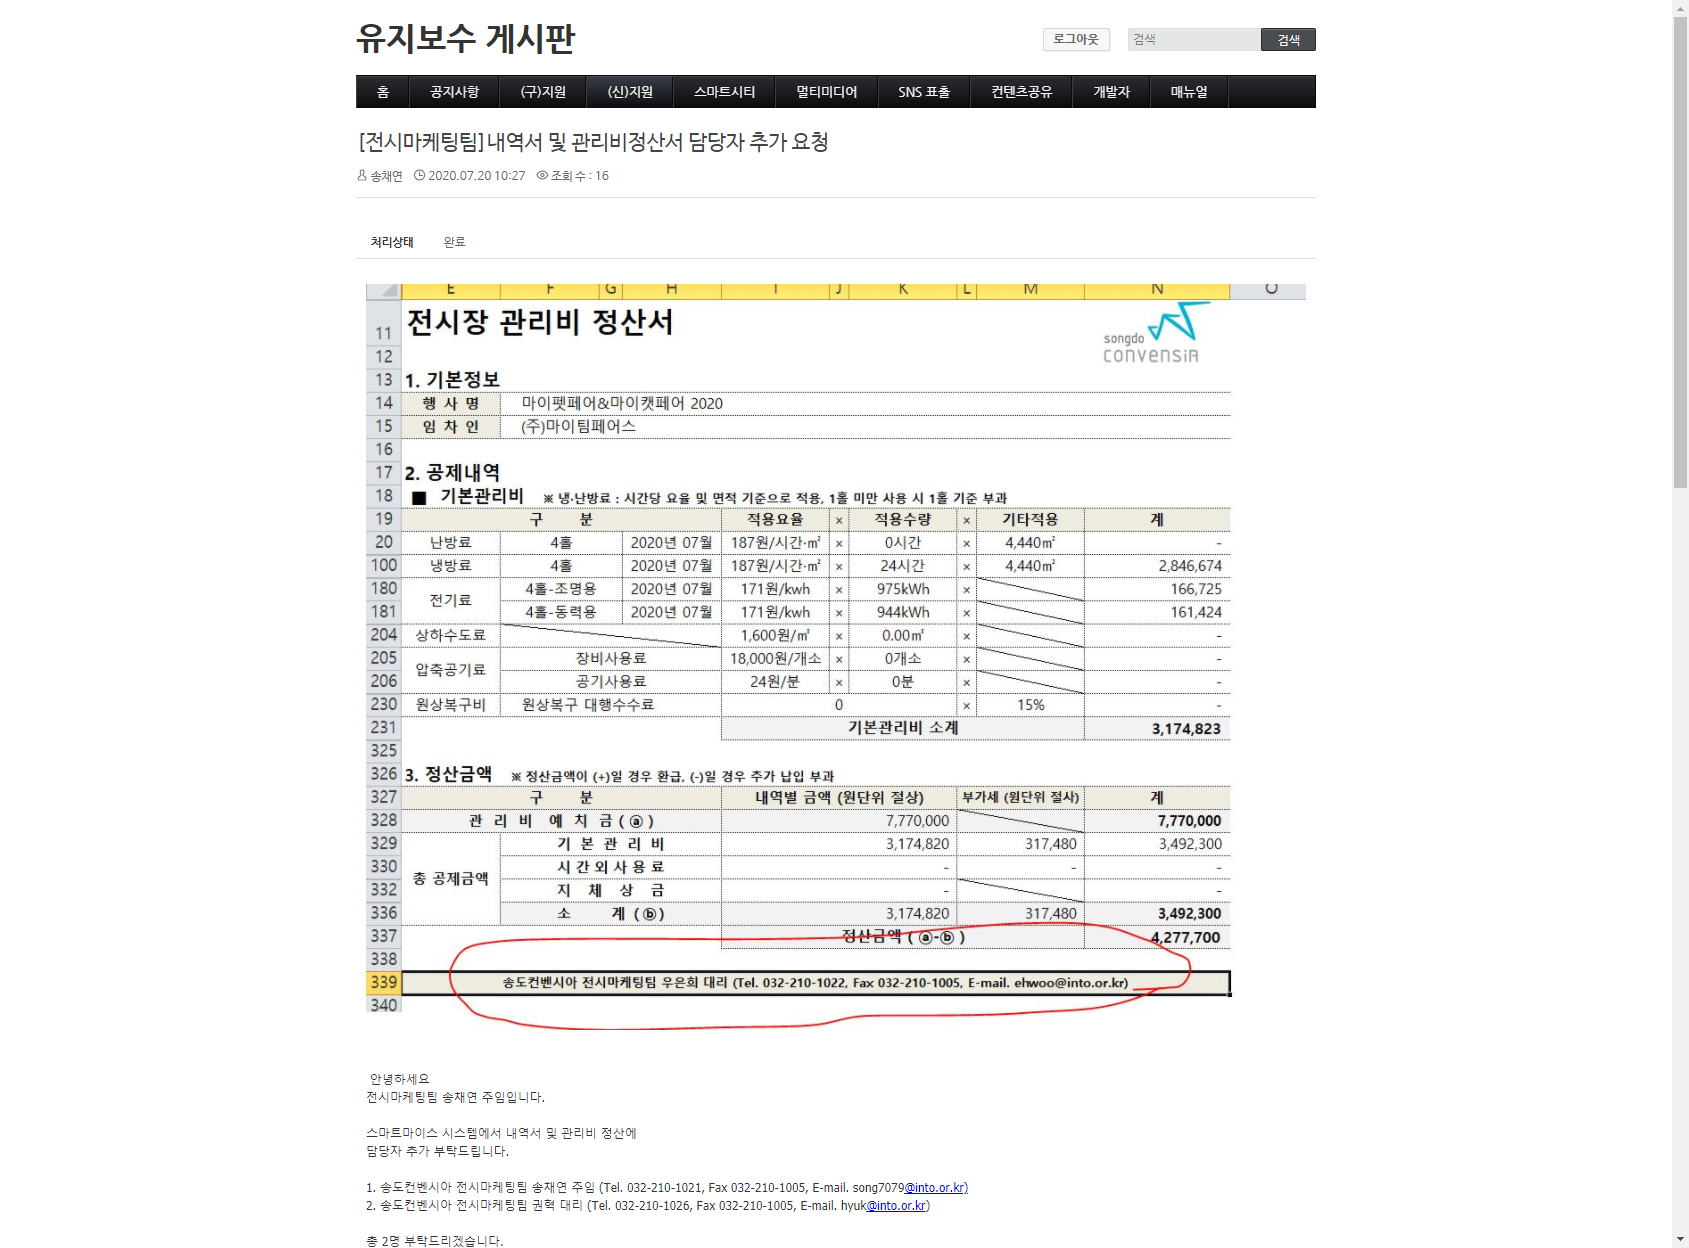 유지보수 게시판
로그아웃 검색 검색
홈 공지사항 (구)지원 (신)지원 스마트시티 멀티미디어 SNS 표출 컨텐츠공유 개발자 매뉴얼
[전시마케팅팀] 내역서 및 관리비정산서 담당자 추가 요청
송채연 2020.07.20 10:27 조회 수 : 16
처리상태 완료
E F G H I J K L M N O
11 전시장 관리비 정산서
songdo
convensia
12
13 1. 기본정보
14 행 사 명 마이펫페어&마이캣페어 2020
15 임 차 인 (주)마이팀페어스
16
17 2. 공제내역
18 ■ 기본관리비 ※ 냉·난방료 : 시간당 요율 및 면적 기준으로 적용, 1홀 미만 사용 시 1홀 기준 부과
19 구 분 적용요율 × 적용수량 × 기타적용 계
20 난방료 4홀 2020년 07월 187원/시간·㎡ × 0시간 × 4,440㎡ -
100 냉방료 4홀 2020년 07월 187원/시간·㎡ × 24시간 × 4,440㎡ 2,846,674
180 전기료 4홀-조명용 2020년 07월 171원/kwh × 975kWh × 166,725
181 4홀-동력용 2020년 07월 171원/kwh × 944kWh × 161,424
204 상하수도료 1,600원/㎥ × 0.00㎥ × -
205 압축공기료 장비사용료 18,000원/개소 × 0개소 × -
206 공기사용료 24원/분 × 0분 × -
230 원상복구비 원상복구 대행수수료 0 × 15% -
231 기본관리비 소계 3,174,823
325
326 3. 정산금액 ※ 정산금액이 (+)일 경우 환급, (-)일 경우 추가 납입 부과
327 구 분 내역별 금액 (원단위 절상) 부가세 (원단위 절사) 계
328 관 리 비 예 치 금 ( ⓐ ) 7,770,000 7,770,000
329 총 공제금액 기 본 관 리 비 3,174,820 317,480 3,492,300
330 시 간 외 사 용 료 - - -
332 지 체 상 금 - -
336 소 계 ( ⓑ ) 3,174,820 317,480 3,492,300
337 정산금액 ( ⓐ-ⓑ ) 4,277,700
338
339 송도컨벤시아 전시마케팅팀 우은희 대리 (Tel. 032-210-1022, Fax 032-210-1005, E-mail. ehwoo@into.or.kr)
340
안녕하세요
전시마케팅팀 송채연 주임입니다.
스마트마이스 시스템에서 내역서 및 관리비 정산에
담당자 추가 부탁드립니다.
1. 송도컨벤시아 전시마케팅팀 송채연 주임 (Tel. 032-210-1021, Fax 032-210-1005, E-mail. song7079@into.or.kr)
2. 송도컨벤시아 전시마케팅팀 권혁 대리 (Tel. 032-210-1026, Fax 032-210-1005, E-mail. hyuk@into.or.kr)
총 2명 부탁드리겠습니다.